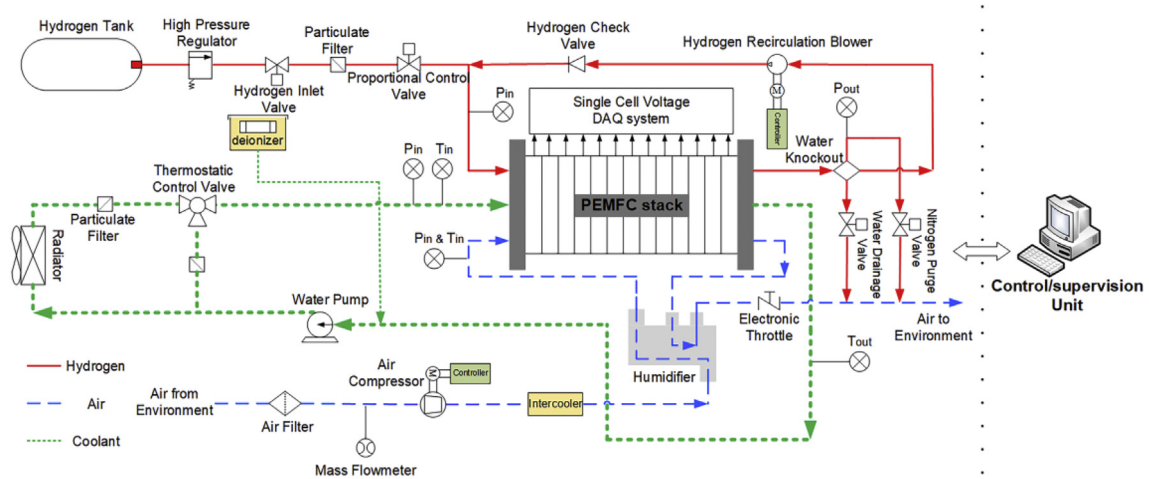 Hydrogen Tank
High Pressure
Regulator
Particulate
Filter
Hydrogen Check
Valve
Hydrogen Recirculation Blower
Proportional Control
Valve
Hydrogen Inlet
Valve
M
Controller
Pin
Single Cell Voltage
DAQ system
Pout
Water
Knockout
deionizer
Pin
Tin
Thermostatic
Control Valve
PEMFC stack
Particulate
Filter
Radiator
Pin & Tin
Water Drainage
Valve
Nitrogen Purge
Valve
Control/supervision
Unit
Water Pump
Electronic
Throttle
Air to
Environment
Humidifier
Tout
Hydrogen
Air
Coolant
Air from
Environment
Air Filter
Air
Compressor
M
Controller
Intercooler
Mass Flowmeter